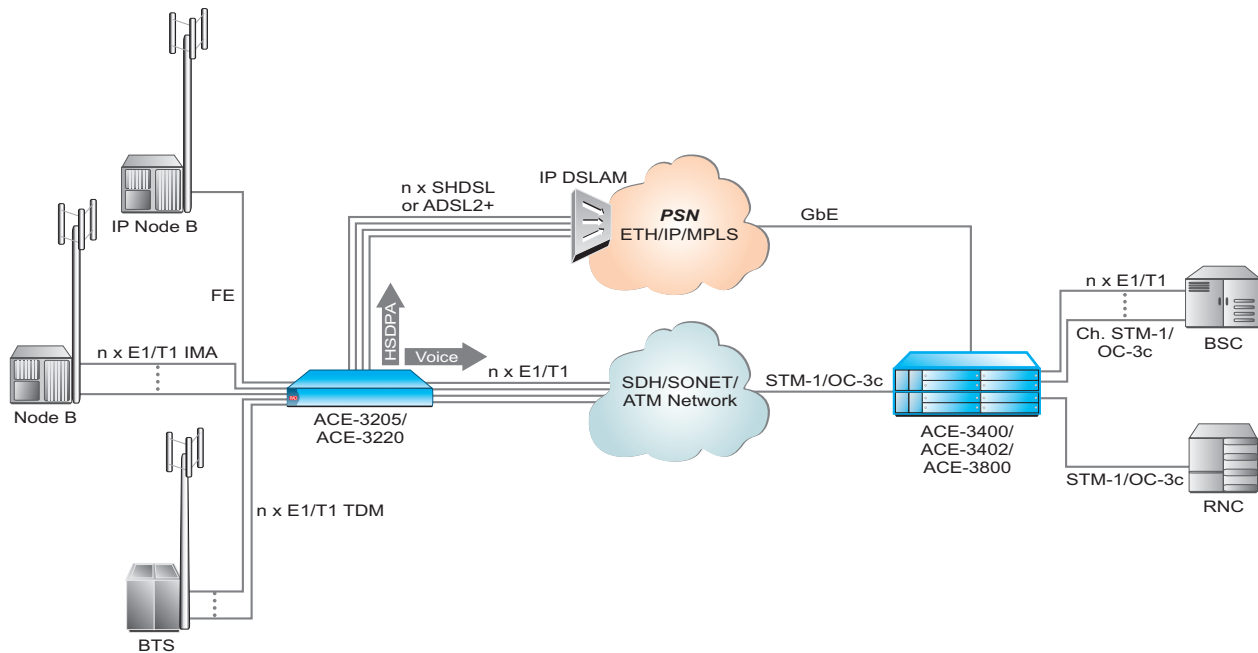 IP Node B
FE
n x E1/T1 IMA
Node B
n x E1/T1 TDM
BTS
ACE-3205/
ACE-3220
HSDPA
Voice
n x SHDSL
or ADSL2+
IP DSLAM
PSN
ETH/IP/MPLS
GbE
n x E1/T1
SDH/SONET/
ATM Network
STM-1/OC-3c
ACE-3400/
ACE-3402/
ACE-3800
n x E1/T1
Ch. STM-1/
OC-3c
BSC
STM-1/OC-3c
RNC